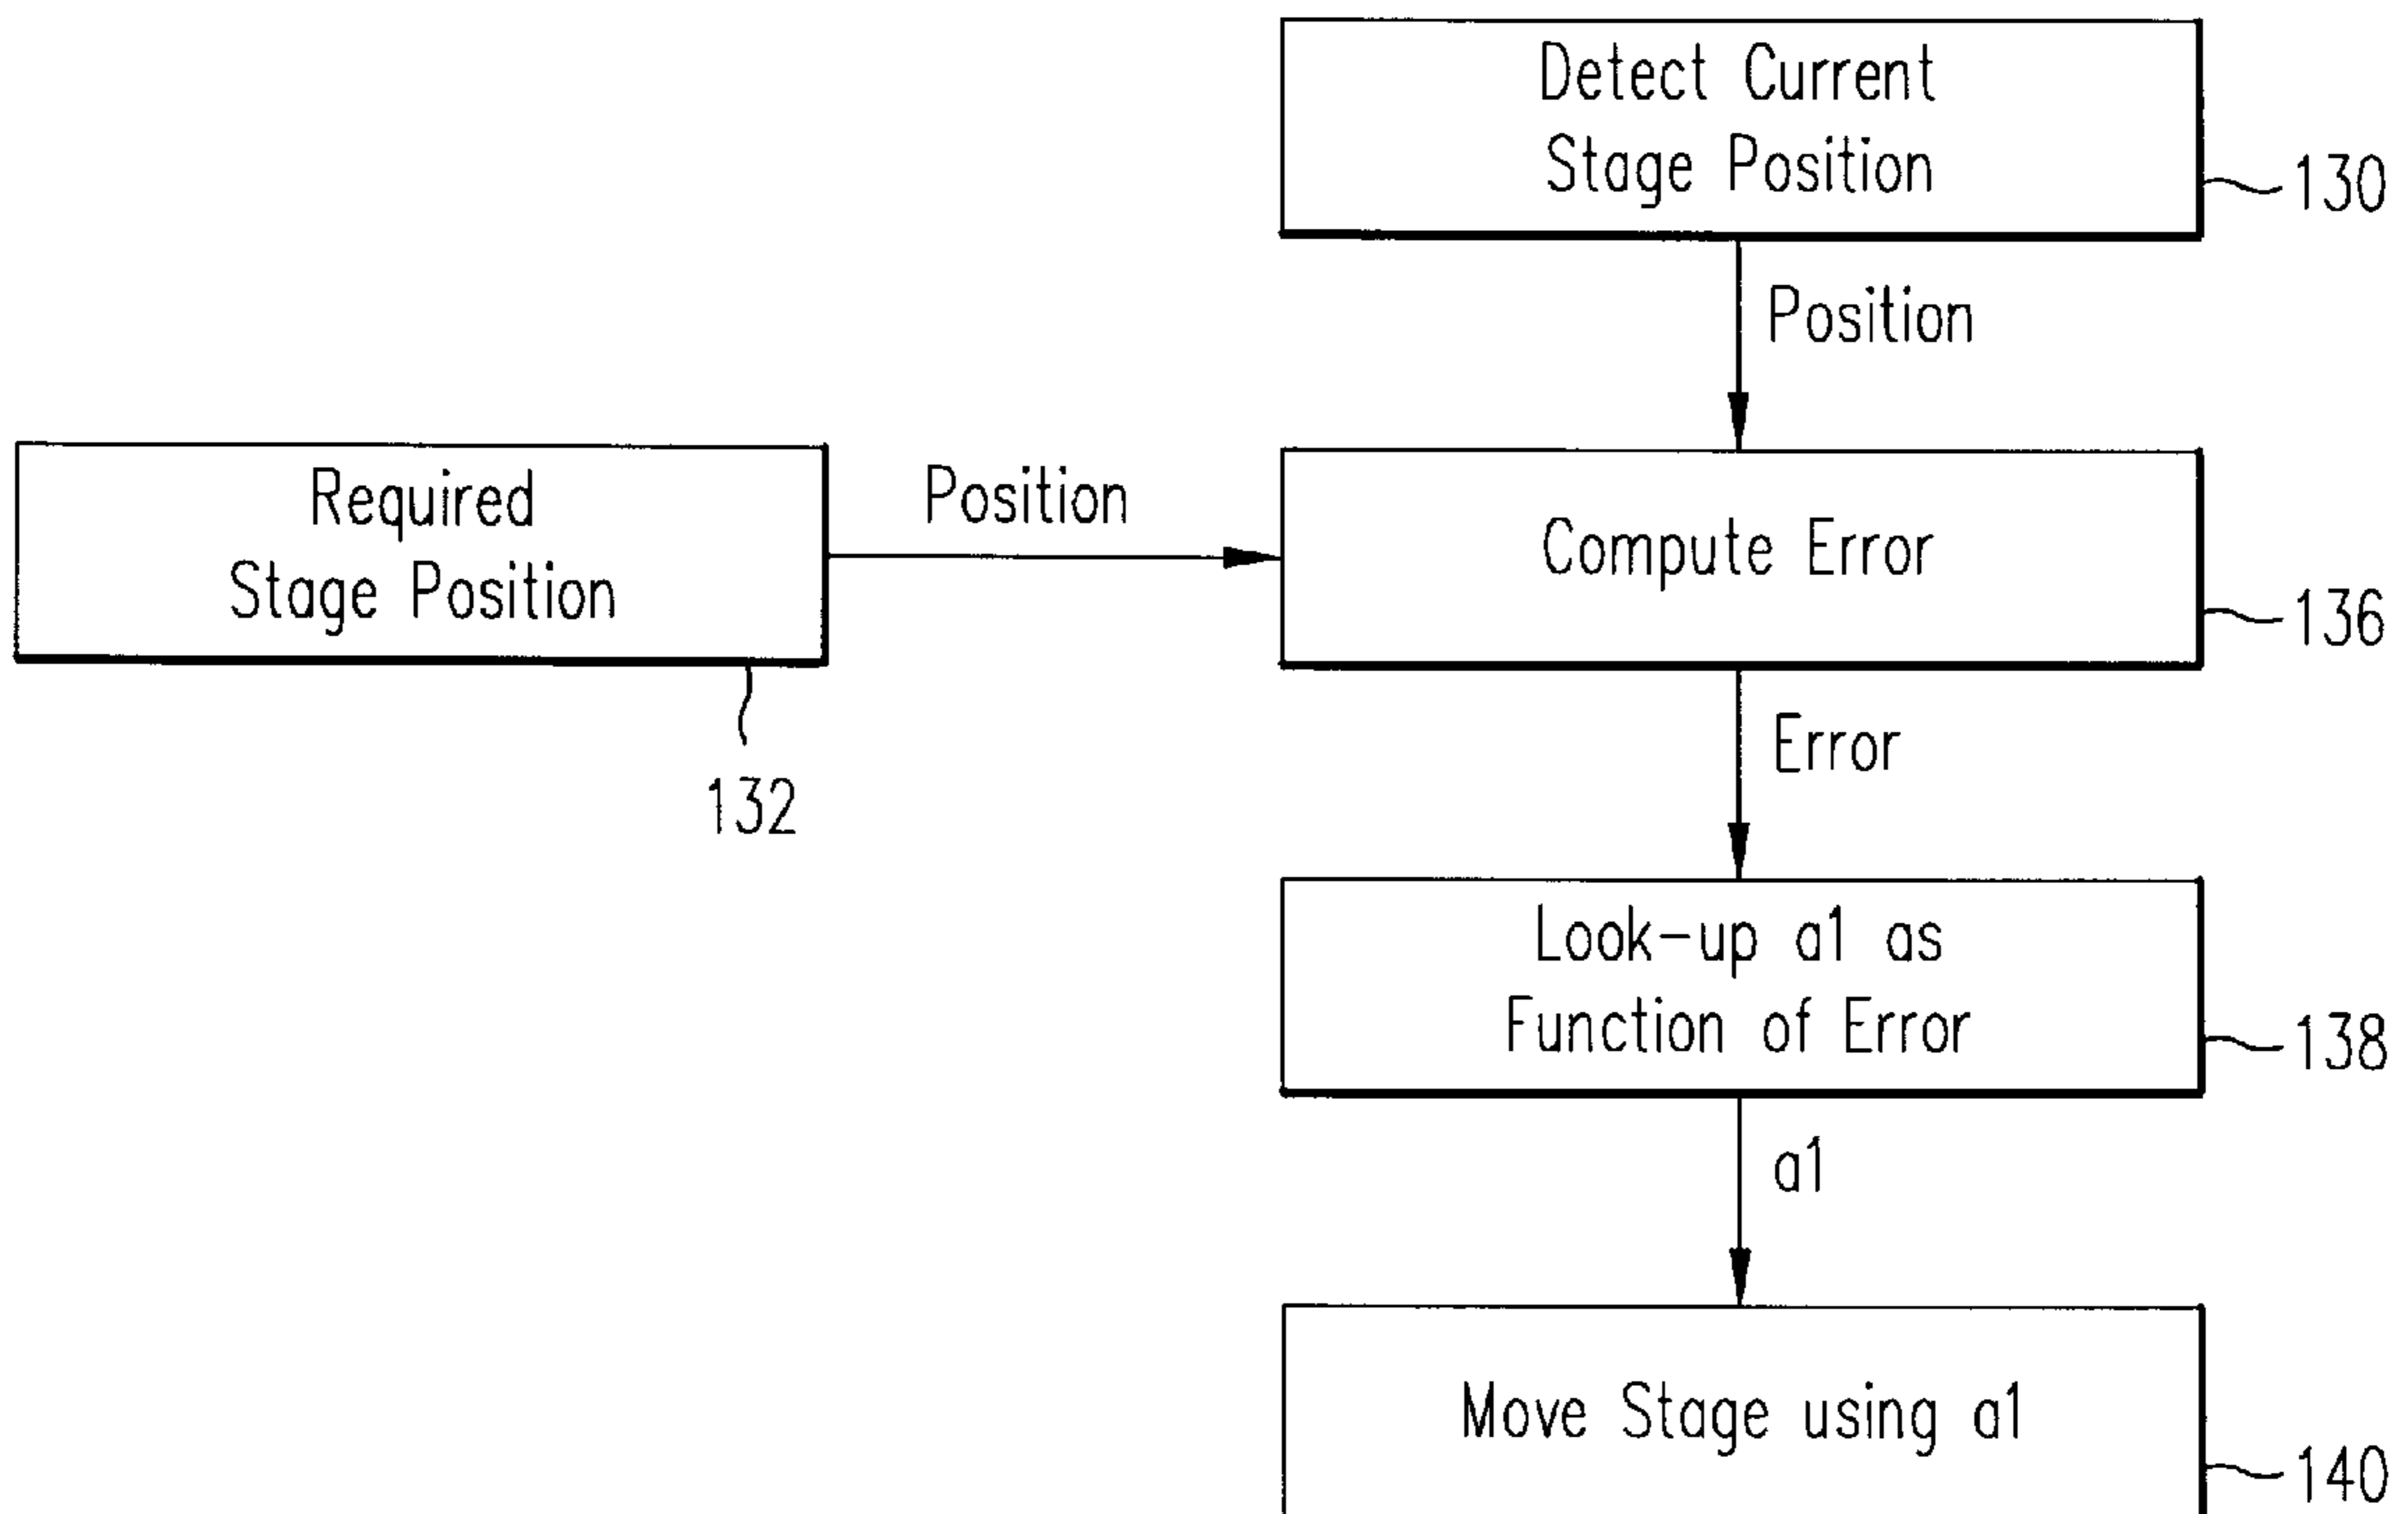 Detect Current
Stage Position
130
Position
Required
Stage Position
132
Position
Compute Error
136
Error
Look-up a1 as
Function of Error
138
a1
Move Stage using a1
140